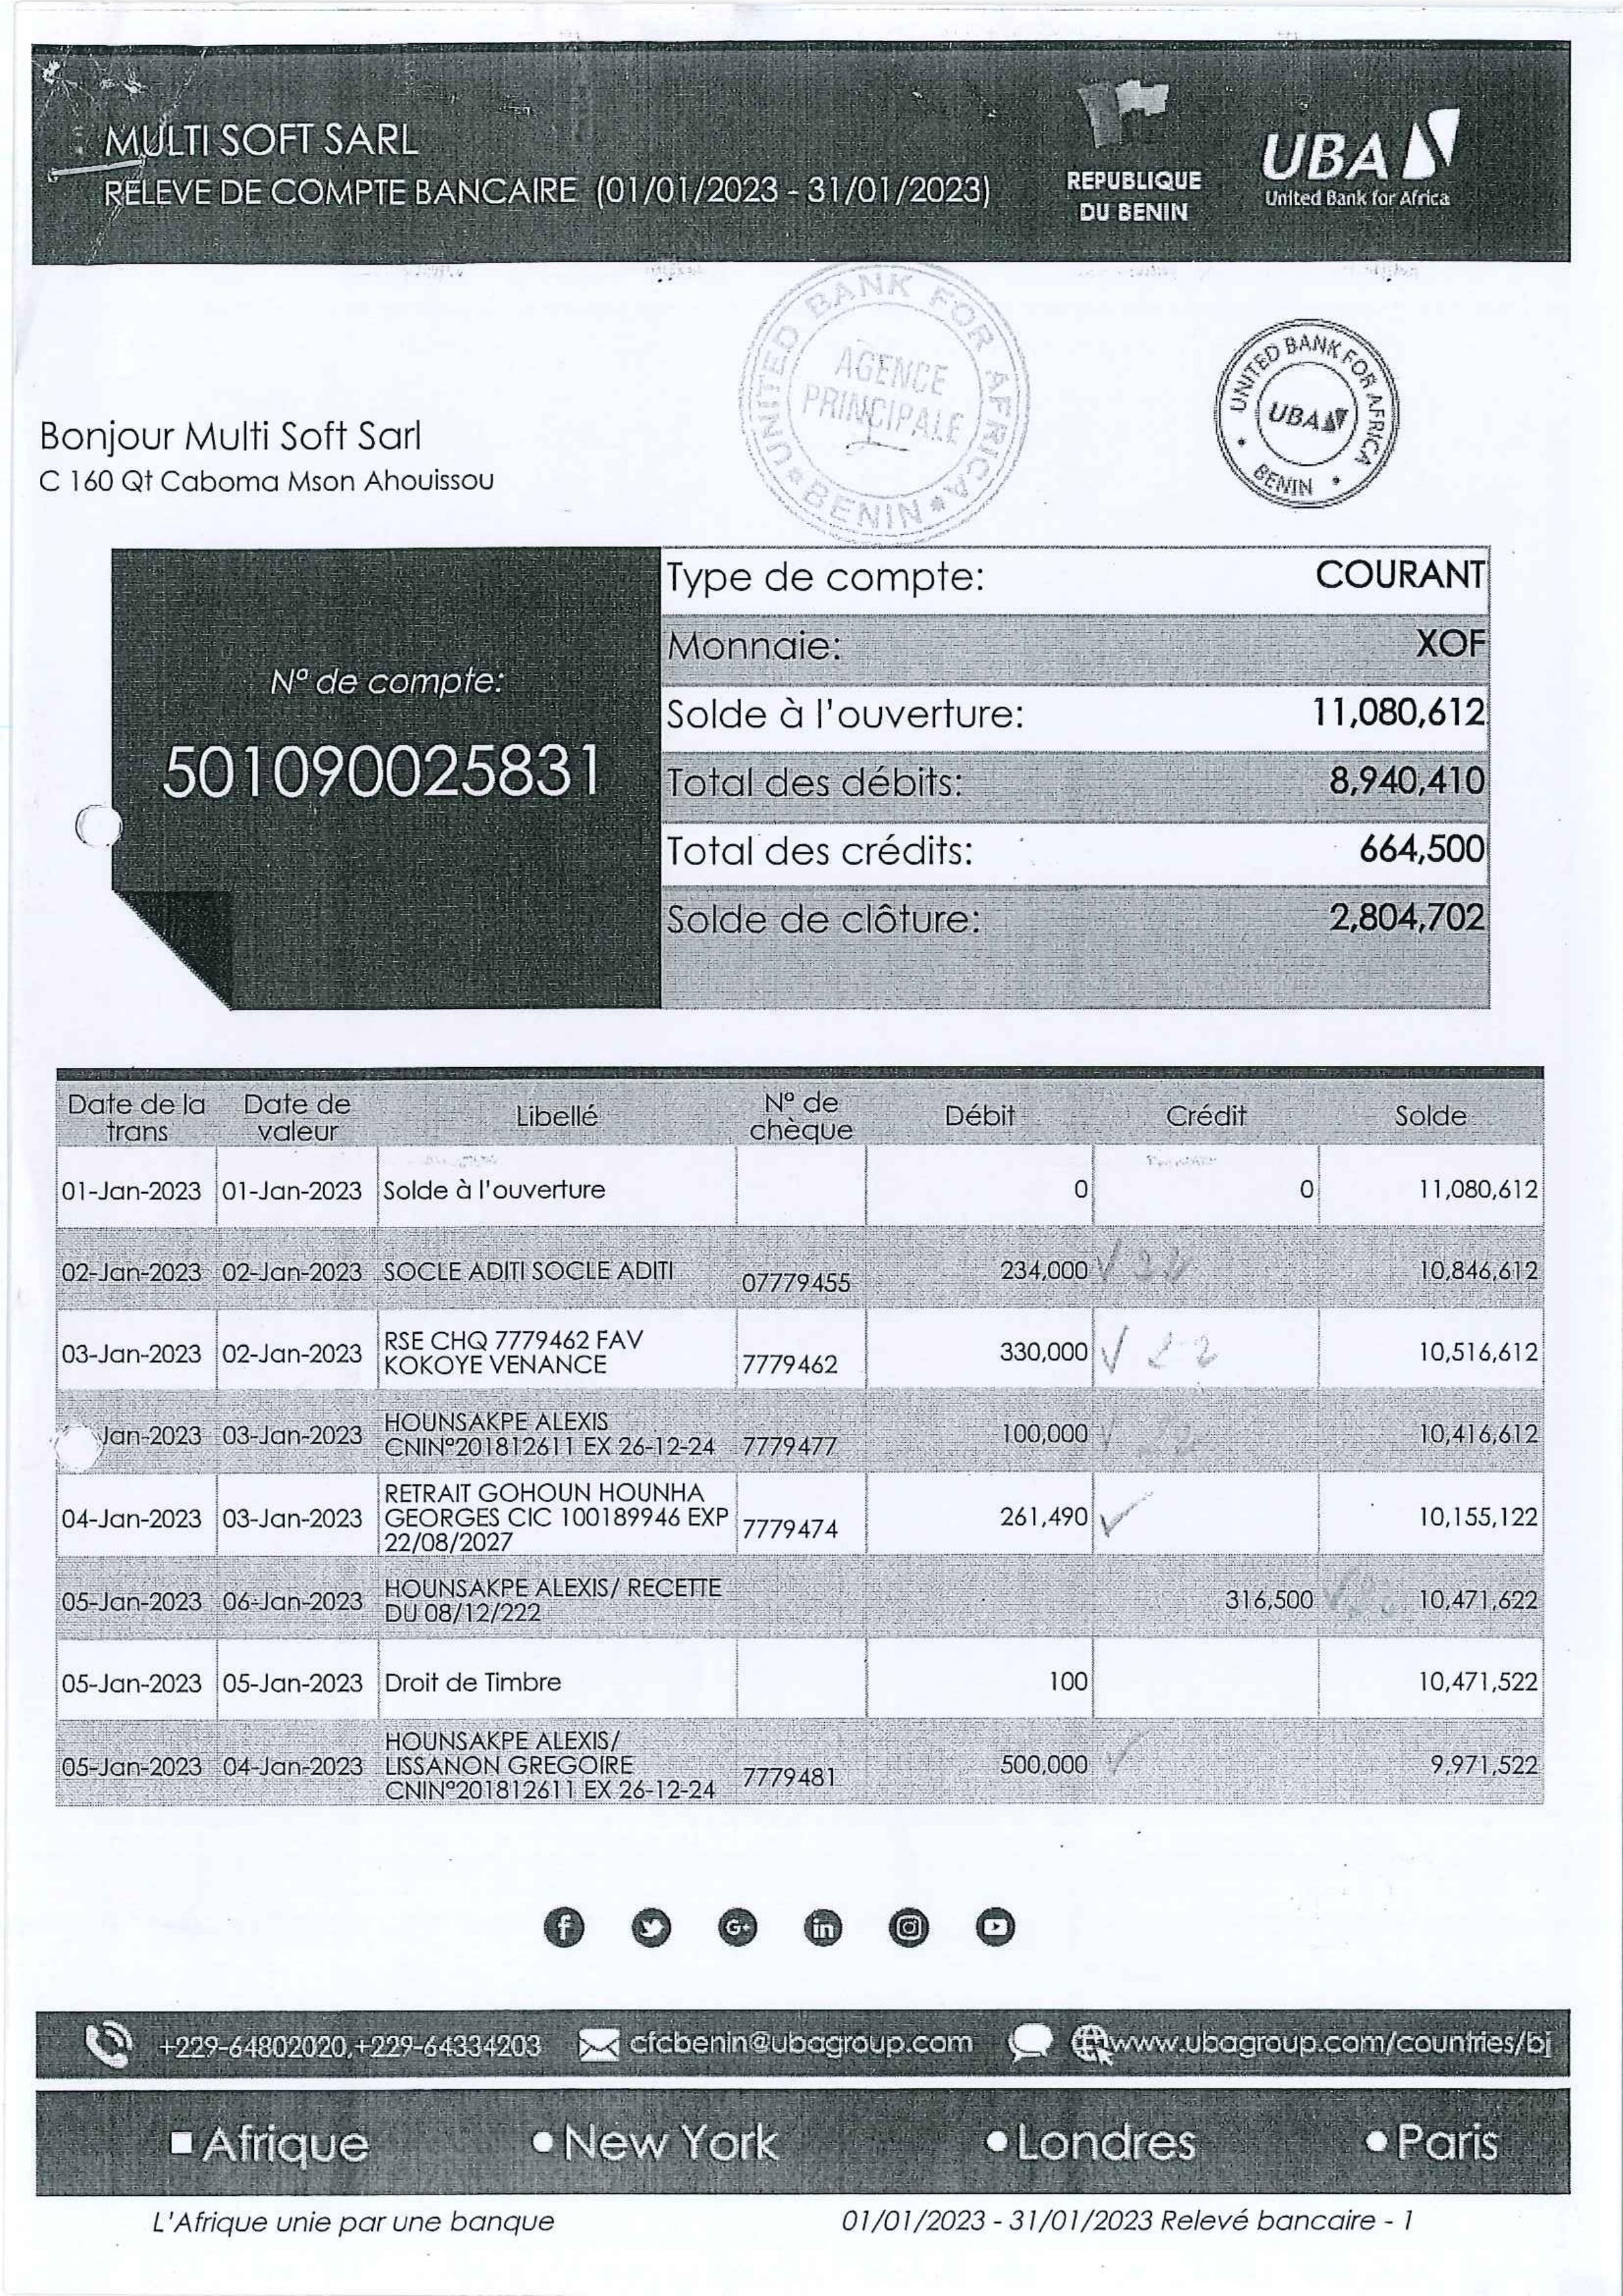 MULTI SOFT SARL
RELEVE DE COMPTE BANCAIRE (01/01/2023 - 31/01/2023)
REPUBLIQUE
DU BENIN
UBA
United Bank for Africa
UNITED BANK FOR AFRICA
AGENCE
PRINCIPALE
BENIN
UNITED BANK FOR AFRICA
UBA
BENIN
Bonjour Multi Soft Sarl
C 160 Qt Caboma Mson Ahouissou
Nº de compte:
501090025831
Type de compte: COURANT
Monnaie: XOF
Solde à l'ouverture: 11,080,612
Total des débits: 8,940,410
Total des crédits: 664,500
Solde de clôture: 2,804,702
Date de la trans Date de valeur Libellé Nº de chèque Débit Crédit Solde
01-Jan-2023 01-Jan-2023 Solde à l'ouverture 0 0 11,080,612
02-Jan-2023 02-Jan-2023 SOCLE ADITI SOCLE ADITI 07779455 234,000 10,846,612
03-Jan-2023 02-Jan-2023 RSE CHQ 7779462 FAV
KOKOYE VENANCE 7779462 330,000 10,516,612
Jan-2023 03-Jan-2023 HOUNSAKPE ALEXIS
CNINº201812611 EX 26-12-24 7779477 100,000 10,416,612
04-Jan-2023 03-Jan-2023 RETRAIT GOHOUN HOUNHA
GEORGES CIC 100189946 EXP
22/08/2027 7779474 261,490 10,155,122
05-Jan-2023 06-Jan-2023 HOUNSAKPE ALEXIS/ RECETTE
DU 08/12/222 316,500 10,471,622
05-Jan-2023 05-Jan-2023 Droit de Timbre 100 10,471,522
05-Jan-2023 04-Jan-2023 HOUNSAKPE ALEXIS/
LISSANON GREGOIRE
CNINº201812611 EX 26-12-24 7779481 500,000 9,971,522
+229-64802020,+229-64334203 cfcbenin@ubagroup.com www.ubagroup.com/countries/bj
Afrique • New York • Londres • Paris
L'Afrique unie par une banque
01/01/2023 - 31/01/2023 Relevé bancaire - 1